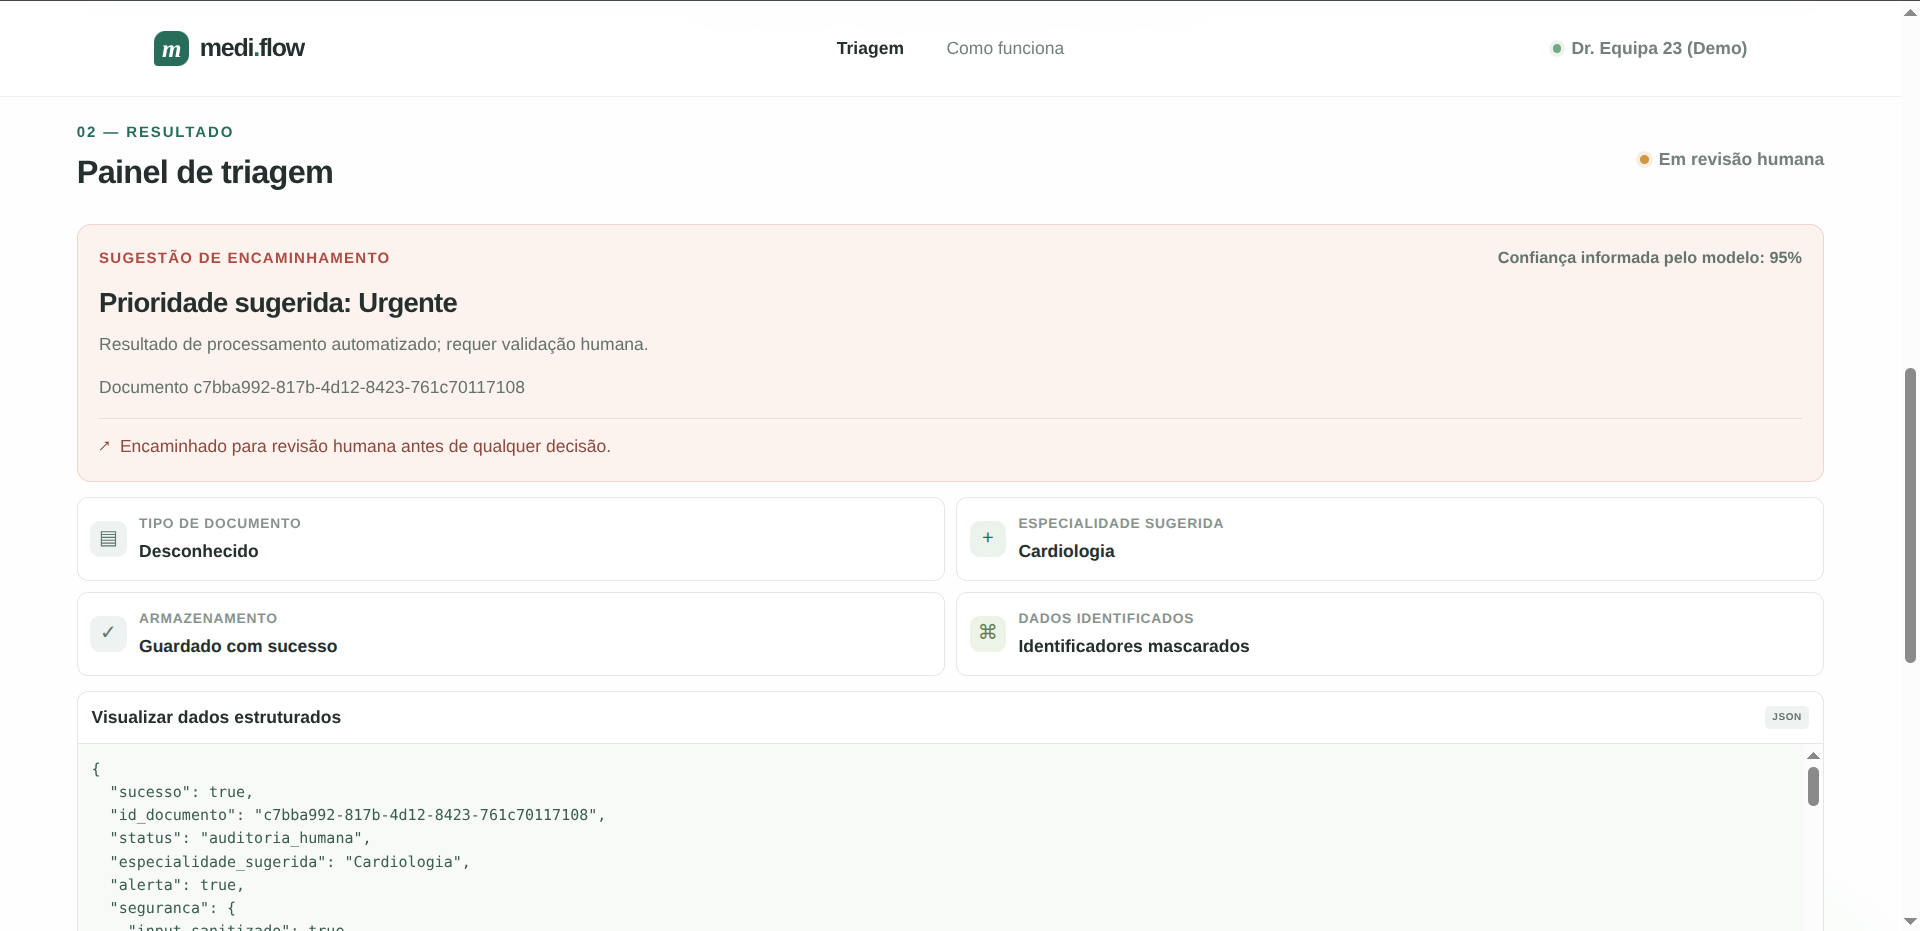 m medi.flow
Triagem
Como funciona
Dr. Equipa 23 (Demo)
02 — RESULTADO
Painel de triagem
Em revisão humana
SUGESTÃO DE ENCAMINHAMENTO
Confiança informada pelo modelo: 95%
Prioridade sugerida: Urgente
Resultado de processamento automatizado; requer validação humana.
Documento c7bba992-817b-4d12-8423-761c70117108
↗ Encaminhado para revisão humana antes de qualquer decisão.
TIPO DE DOCUMENTO
Desconhecido
ESPECIALIDADE SUGERIDA
Cardiologia
ARMAZENAMENTO
Guardado com sucesso
DADOS IDENTIFICADOS
Identificadores mascarados
Visualizar dados estruturados
JSON
{
  "sucesso": true,
  "id_documento": "c7bba992-817b-4d12-8423-761c70117108",
  "status": "auditoria_humana",
  "especialidade_sugerida": "Cardiologia",
  "alerta": true,
  "seguranca": {
    "input_sanitizado": true